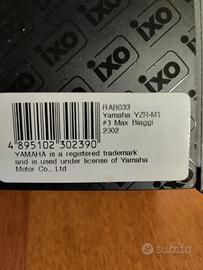 ixo
ixo
ixo
ixo
RAB033
Yamaha YZR-M1
#3 Max Biaggi
2002
4 895102 302390
YAMAHA is a registered trademark
and is used under license of Yamaha
Motor Co., Ltd
subito